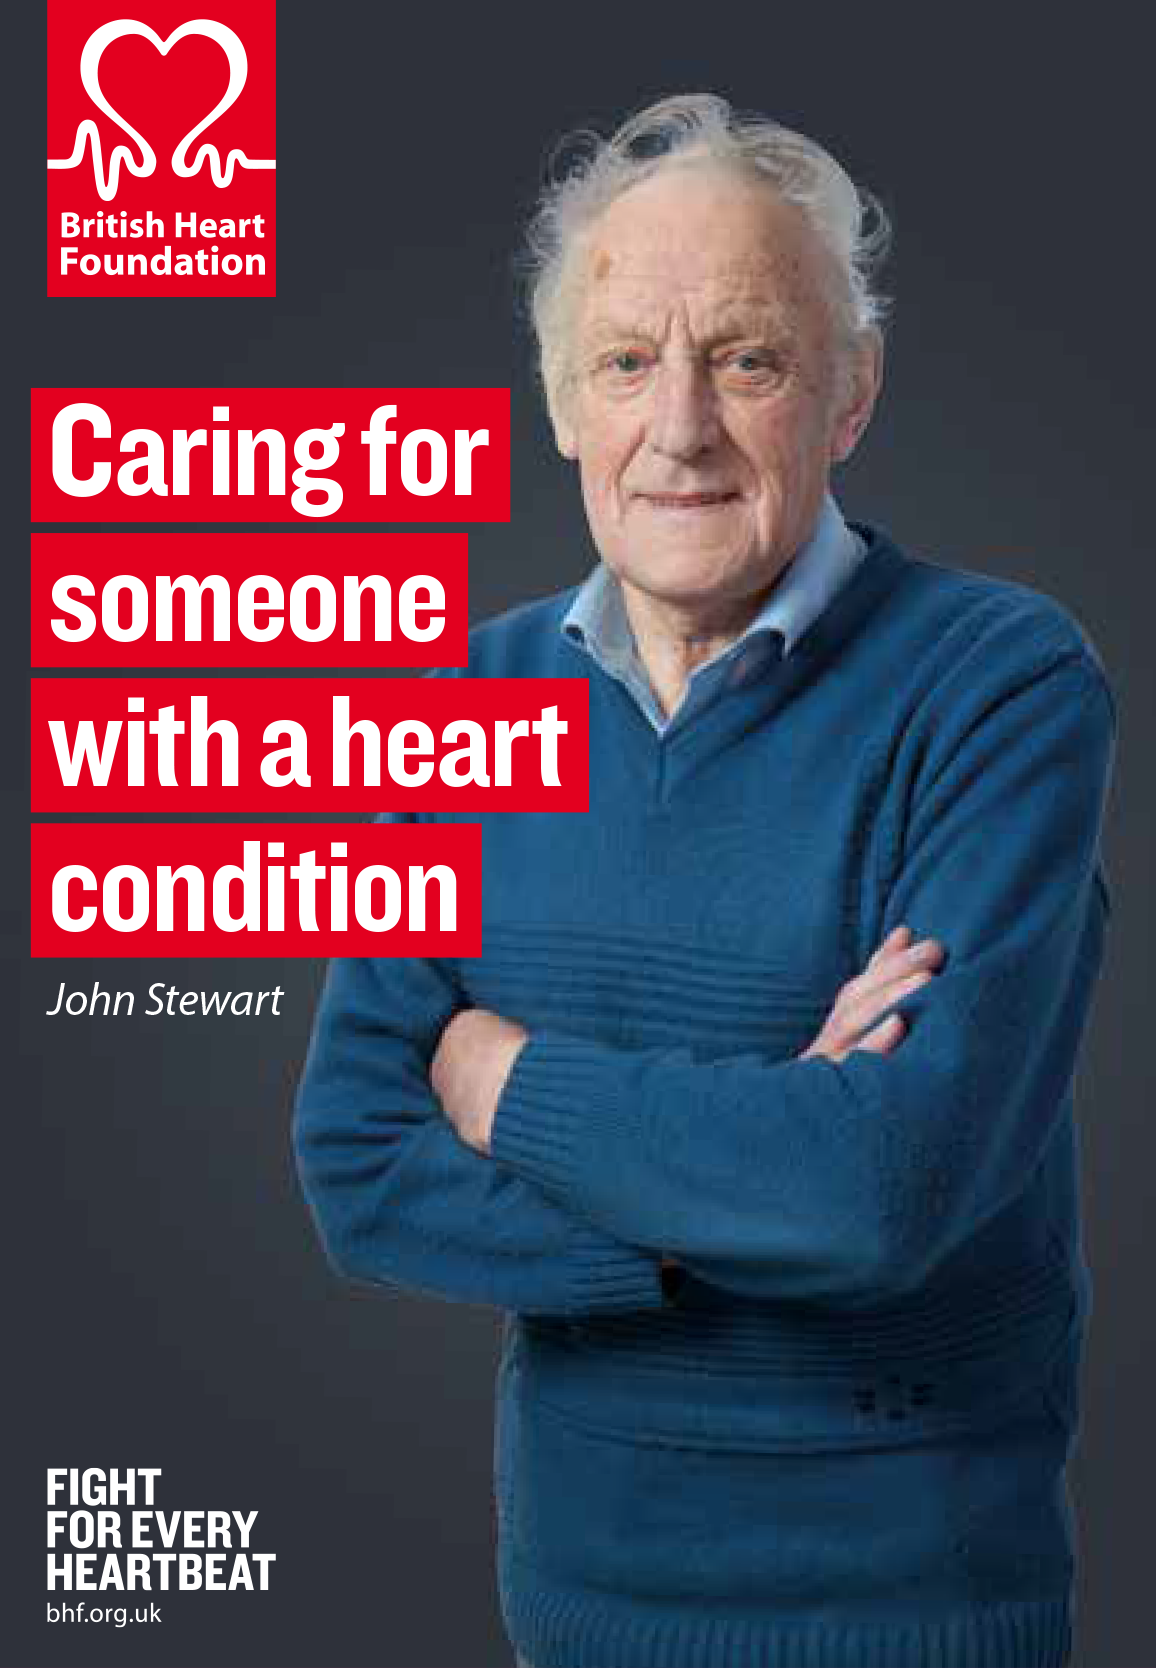 British Heart
Foundation
Caring for
someone
with a heart
condition
John Stewart
FIGHT
FOR EVERY
HEARTBEAT
bhf.org.uk